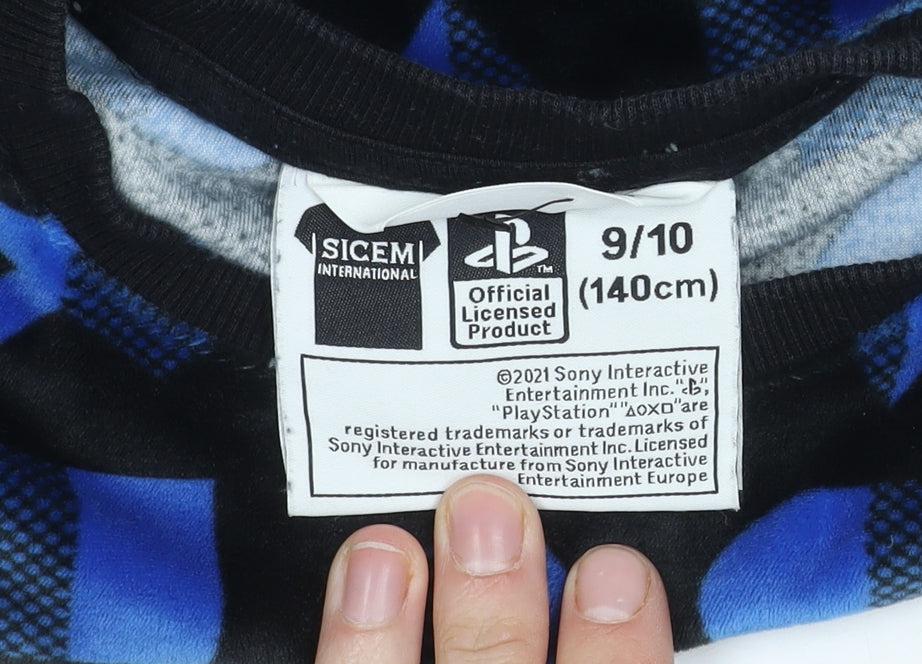 SICEM
INTERNATIONAL
TM
Official
Licensed
Product
9/10
(140cm)
©2021 Sony Interactive
Entertainment Inc." ",
"PlayStation" "△○X□" are
registered trademarks or trademarks of
Sony Interactive Entertainment Inc. Licensed
for manufacture from Sony Interactive
Entertainment Europe